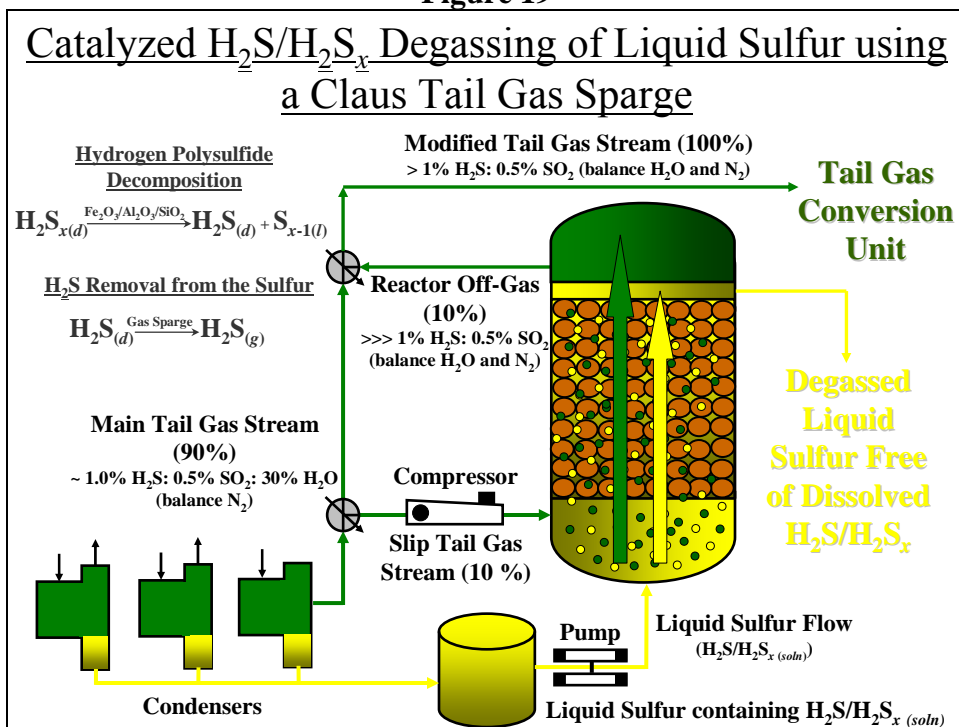 Catalyzed H₂S/H₂Sₓ Degassing of Liquid Sulfur using
a Claus Tail Gas Sparge
Hydrogen Polysulfide
Decomposition
H₂Sₓ₍d₎ Fe₂O₃/Al₂O₃/SiO₂→ H₂S₍d₎ + Sₓ₋₁₍l₎
H₂S Removal from the Sulfur
H₂S₍d₎ Gas Sparge→ H₂S₍g₎
Modified Tail Gas Stream (100%)
> 1% H₂S: 0.5% SO₂ (balance H₂O and N₂)
Tail Gas
Conversion
Unit
Reactor Off-Gas
(10%)
>>> 1% H₂S: 0.5% SO₂
(balance H₂O and N₂)
Main Tail Gas Stream
(90%)
~ 1.0% H₂S: 0.5% SO₂: 30% H₂O
(balance N₂)
Compressor
Slip Tail Gas
Stream (10 %)
Degassed
Liquid
Sulfur Free
of Dissolved
H₂S/H₂Sₓ
Condensers
Pump
Liquid Sulfur Flow
(H₂S/H₂Sₓ (soln))
Liquid Sulfur containing H₂S/H₂Sₓ (soln)